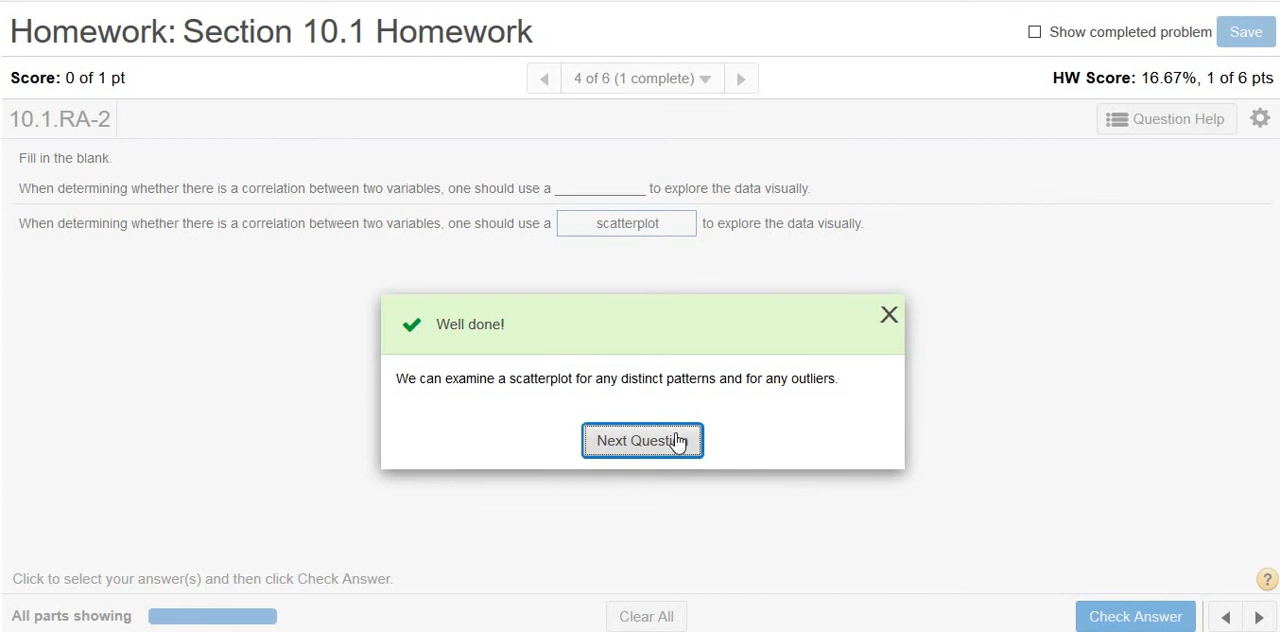 Homework: Section 10.1 Homework
Show completed problem
Save
Score: 0 of 1 pt
4 of 6 (1 complete)
HW Score: 16.67%, 1 of 6 pts
10.1.RA-2
Question Help
Fill in the blank.
When determining whether there is a correlation between two variables, one should use a ____________ to explore the data visually.
When determining whether there is a correlation between two variables, one should use a scatterplot to explore the data visually.
Well done!
X
We can examine a scatterplot for any distinct patterns and for any outliers.
Next Question
Click to select your answer(s) and then click Check Answer.
?
All parts showing
Clear All
Check Answer